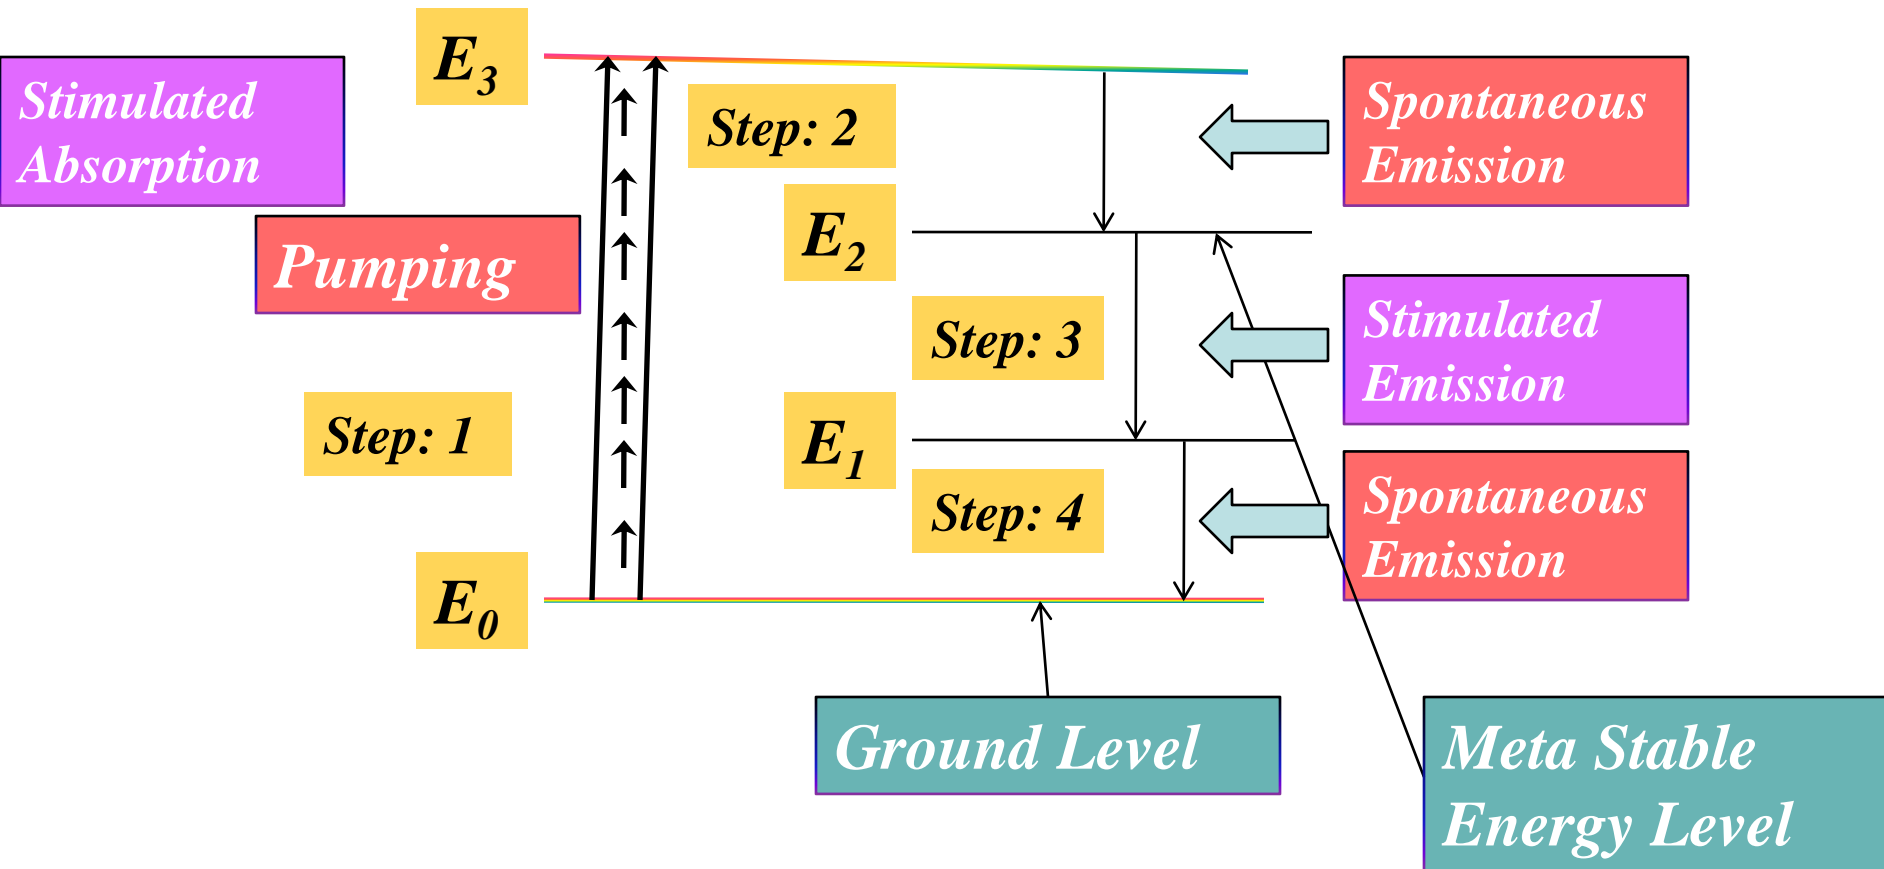 E3
Stimulated
Absorption
Spontaneous
Emission
Step: 2
Pumping
E2
Stimulated
Emission
Step: 3
Step: 1
E1
Spontaneous
Emission
Step: 4
E0
Ground Level
Meta Stable
Energy Level